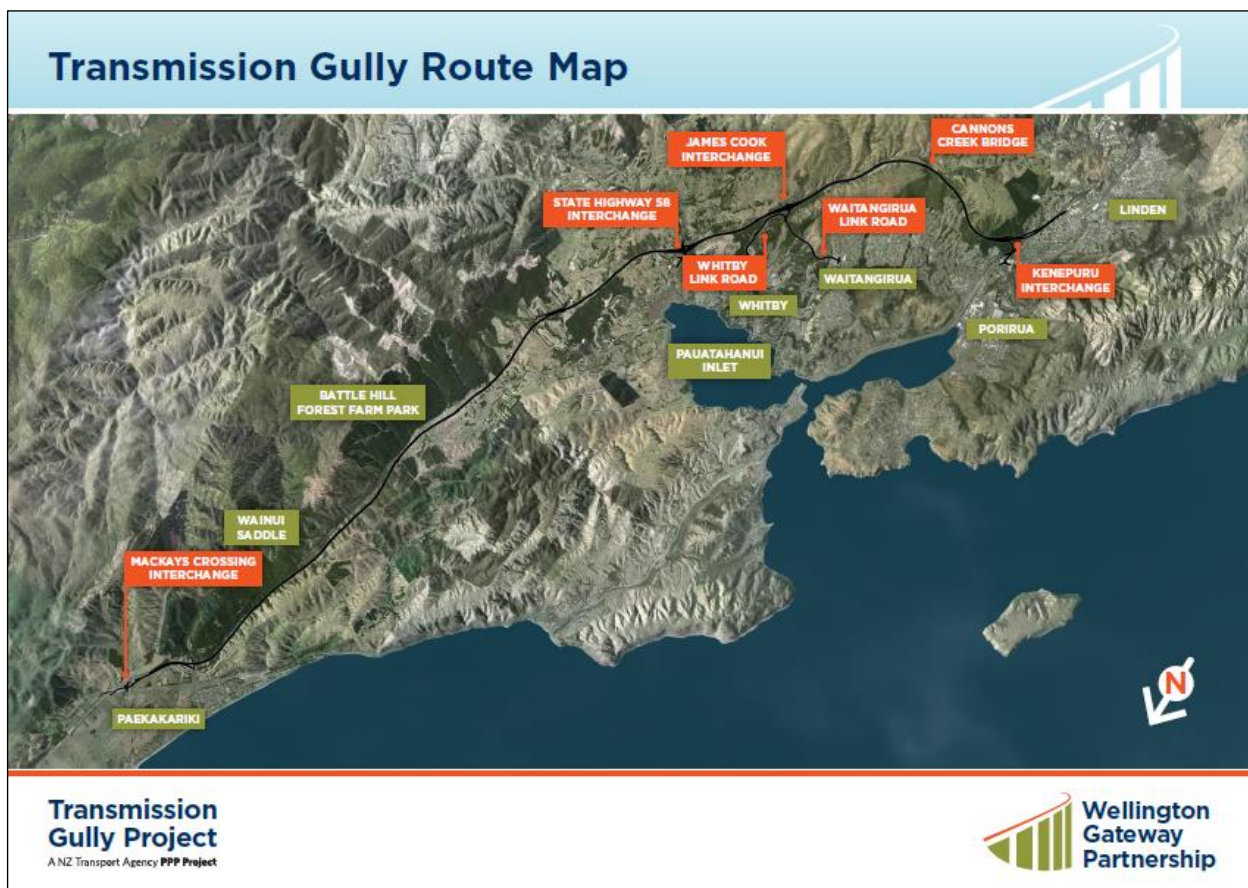 Transmission Gully Route Map
CANNONS
CREEK BRIDGE
JAMES COOK
INTERCHANGE
STATE HIGHWAY 58
INTERCHANGE
WAITANGIRUA
LINK ROAD
LINDEN
WHITBY
LINK ROAD
WAITANGIRUA
KENEPURU
INTERCHANGE
WHITBY
PORIRUA
PAUATAHANUI
INLET
BATTLE HILL
FOREST FARM PARK
WAINUI
SADDLE
MACKAYS CROSSING
INTERCHANGE
N
PAEKAKARIKI
Transmission
Gully Project
A NZ Transport Agency PPP Project
Wellington
Gateway
Partnership